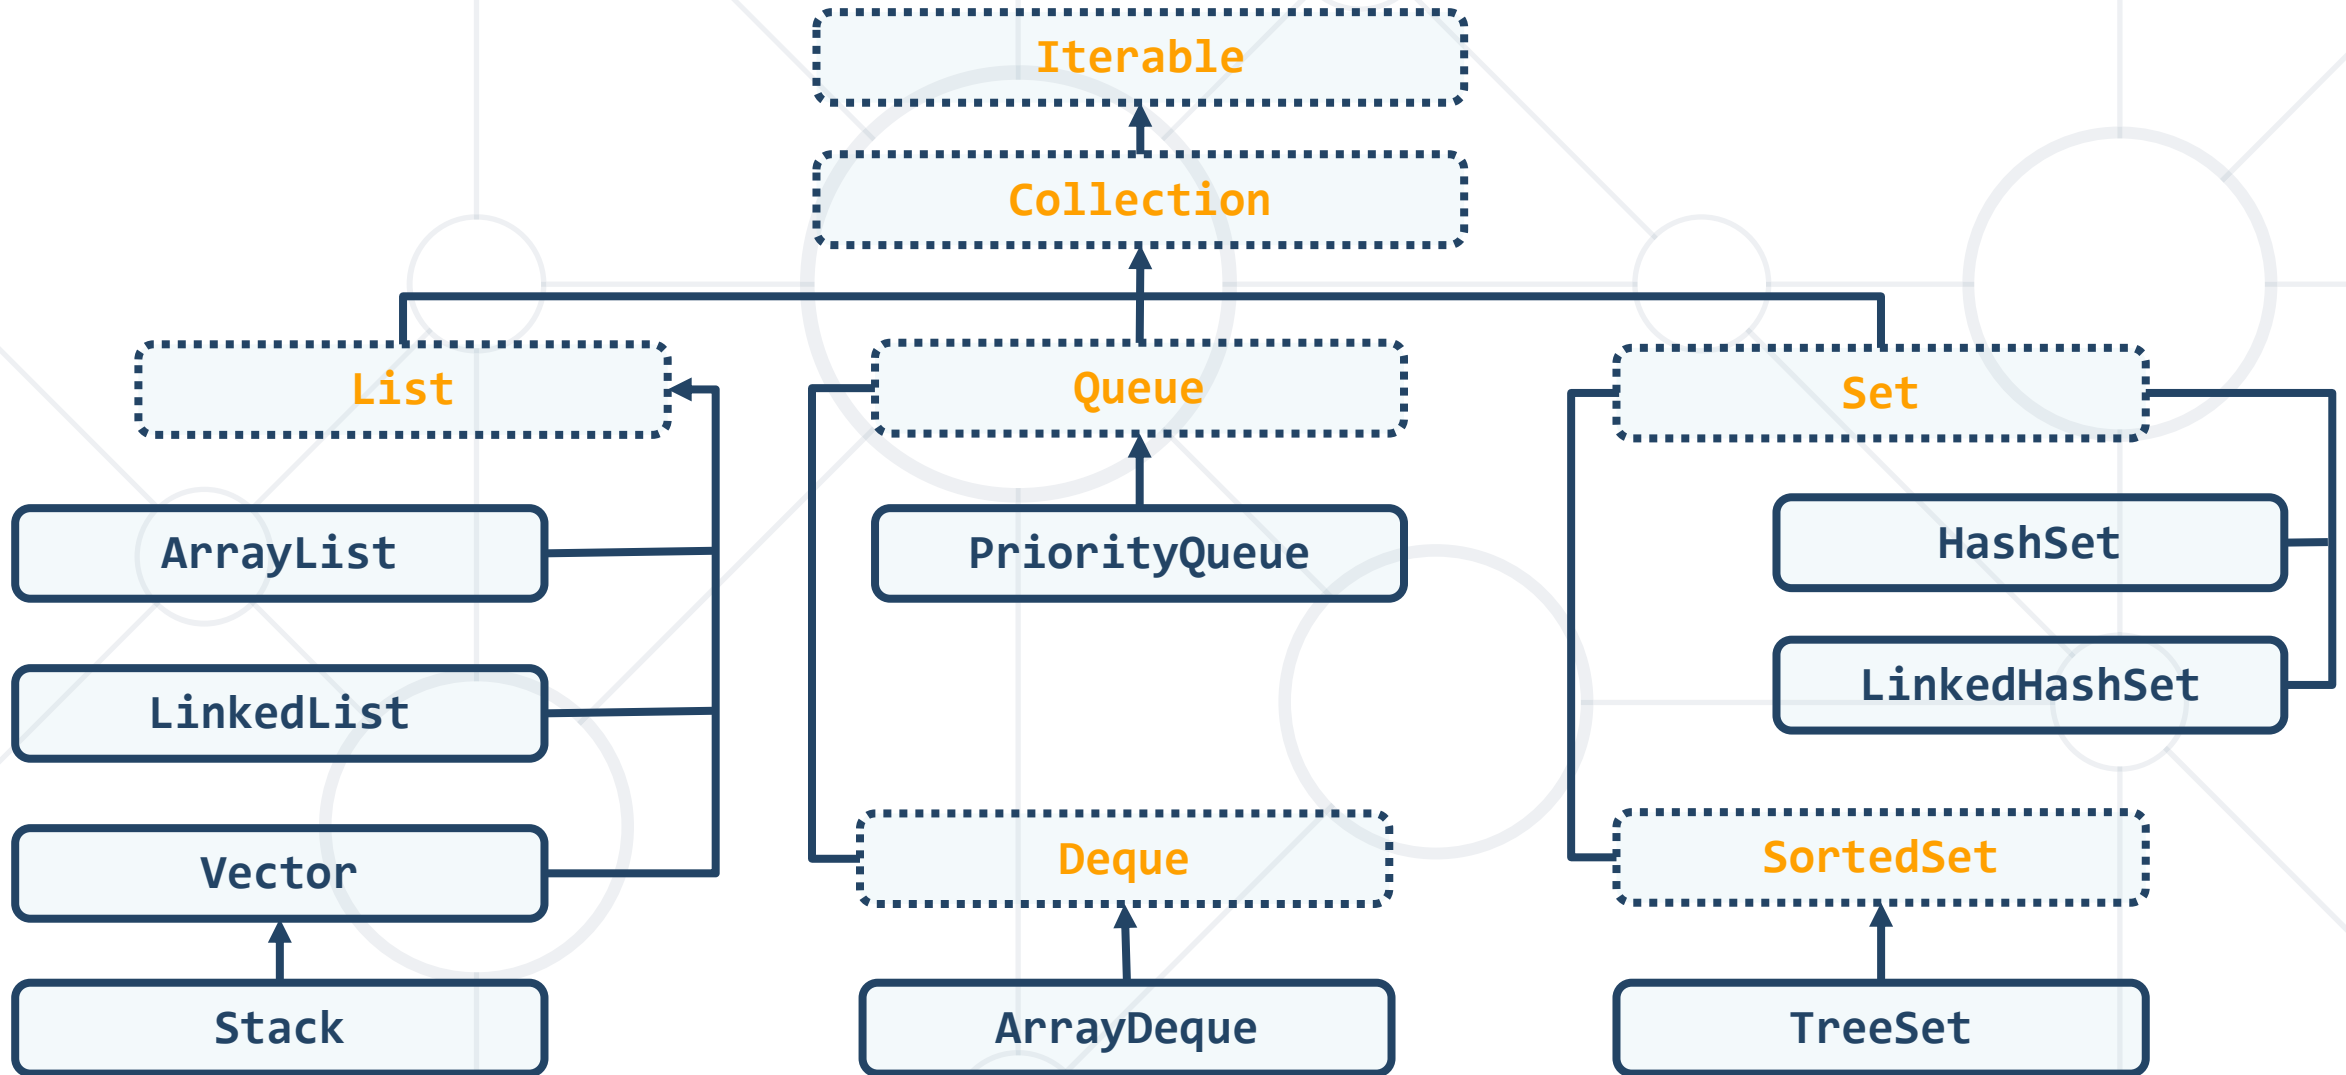 Iterable
Collection
List
Queue
Set
ArrayList
PriorityQueue
HashSet
LinkedList
LinkedHashSet
Vector
Deque
SortedSet
Stack
ArrayDeque
TreeSet